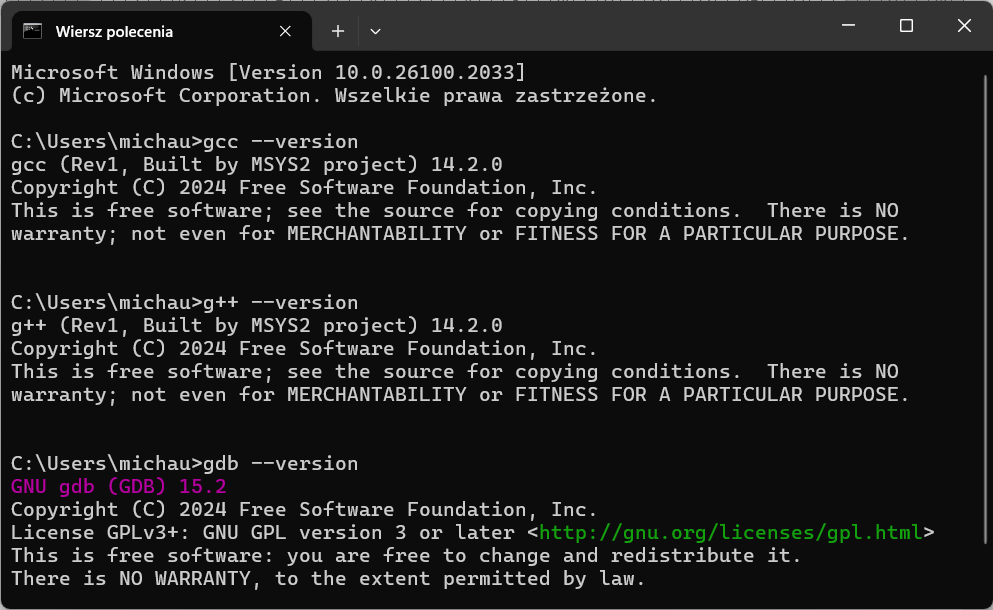 Wiersz polecenia
Microsoft Windows [Version 10.0.26100.2033]
(c) Microsoft Corporation. Wszelkie prawa zastrzeżone.
C:\Users\michau>gcc --version
gcc (Rev1, Built by MSYS2 project) 14.2.0
Copyright (C) 2024 Free Software Foundation, Inc.
This is free software; see the source for copying conditions.  There is NO
warranty; not even for MERCHANTABILITY or FITNESS FOR A PARTICULAR PURPOSE.
C:\Users\michau>g++ --version
g++ (Rev1, Built by MSYS2 project) 14.2.0
Copyright (C) 2024 Free Software Foundation, Inc.
This is free software; see the source for copying conditions.  There is NO
warranty; not even for MERCHANTABILITY or FITNESS FOR A PARTICULAR PURPOSE.
C:\Users\michau>gdb --version
GNU gdb (GDB) 15.2
Copyright (C) 2024 Free Software Foundation, Inc.
License GPLv3+: GNU GPL version 3 or later <http://gnu.org/licenses/gpl.html>
This is free software: you are free to change and redistribute it.
There is NO WARRANTY, to the extent permitted by law.